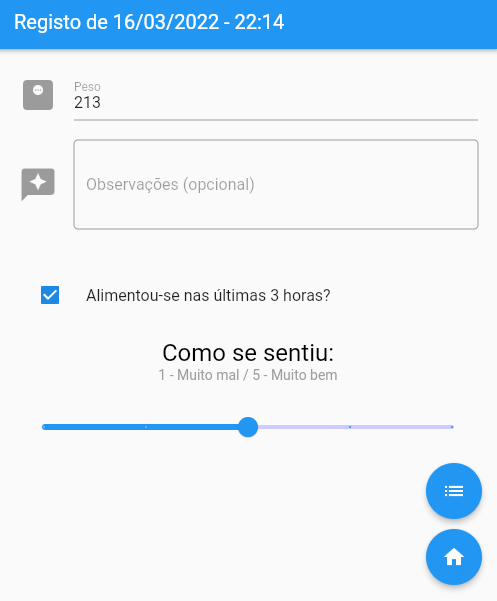 Registo de 16/03/2022 - 22:14
Peso
213
Observações (opcional)
Alimentou-se nas últimas 3 horas?
Como se sentiu:
1 - Muito mal / 5 - Muito bem